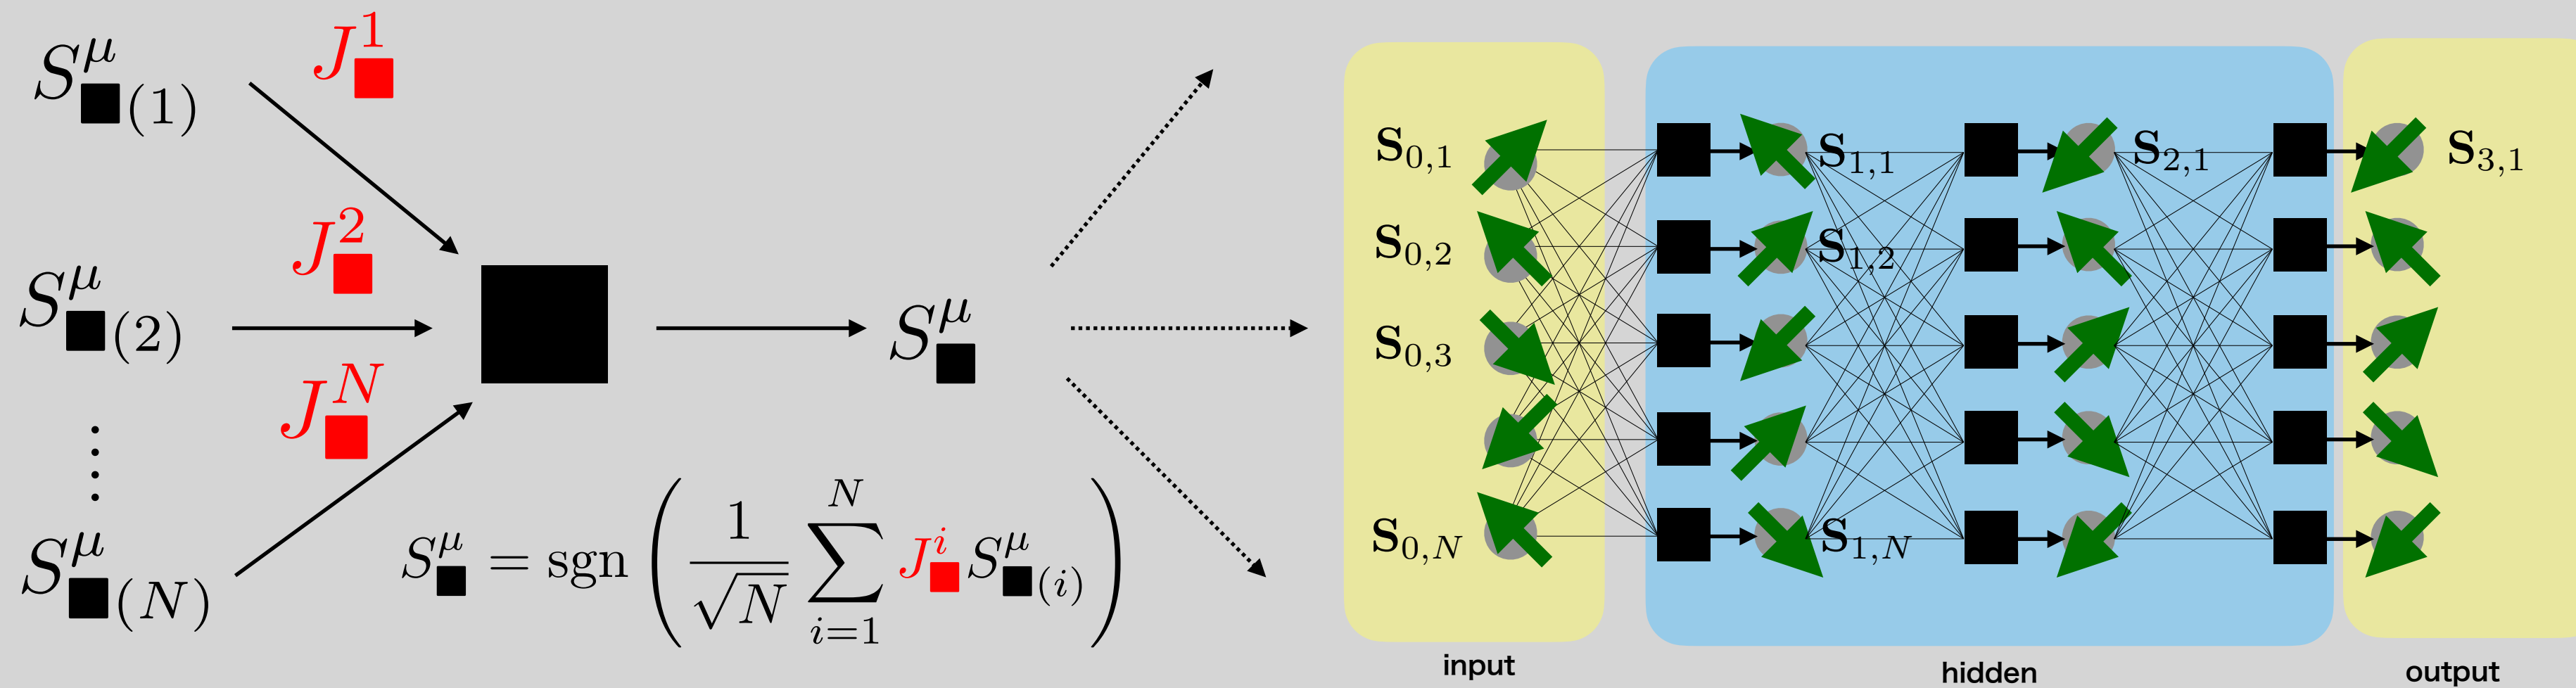 S^μ_■(1)
J^1_■
S^μ_■(2)
J^2_■
J^N_■
⋮
S^μ_■(N)
S^μ_■
S^μ_■ = sgn ( 1/√N ∑_{i=1}^{N} J^i_■ S^μ_■(i) )
S_{0,1}
S_{0,2}
S_{0,3}
S_{0,N}
S_{1,1}
S_{1,2}
S_{1,N}
S_{2,1}
S_{3,1}
input
hidden
output